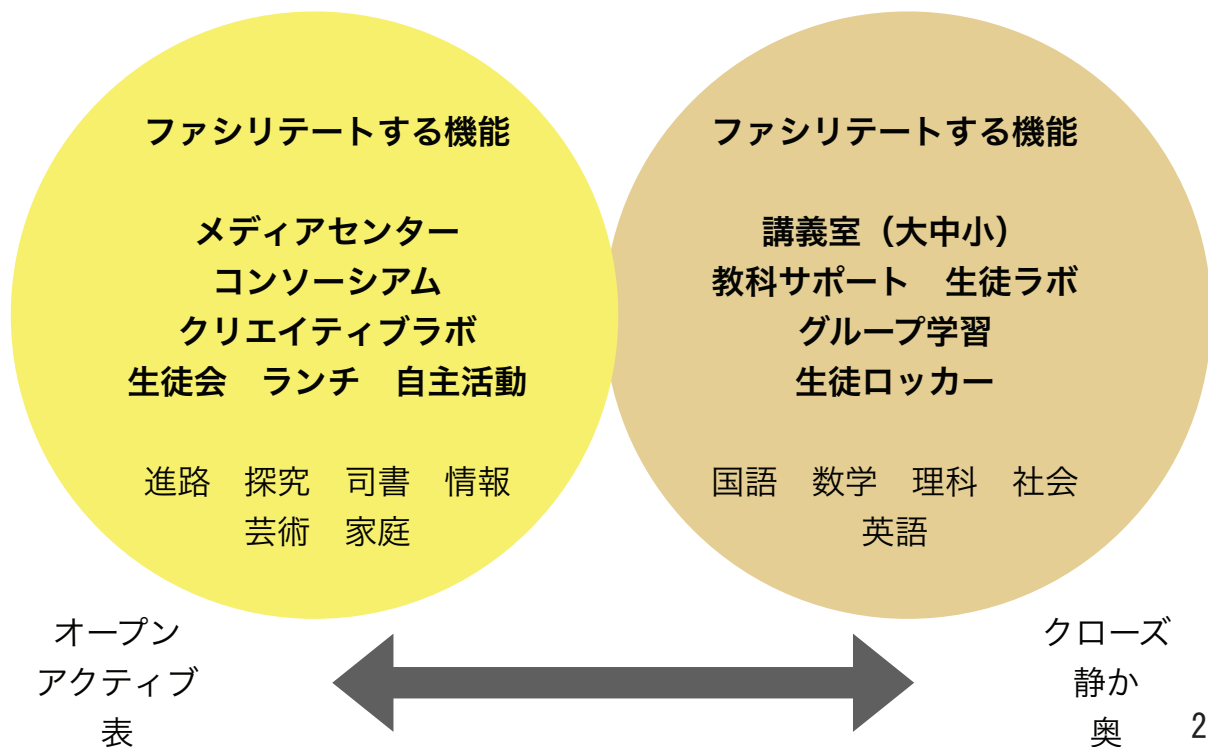 ファシリテートする機能
メディアセンター
コンソーシアム
クリエイティブラボ
生徒会　ランチ　自主活動
進路　探究　司書　情報
芸術　家庭
ファシリテートする機能
講義室（大中小）
教科サポート　生徒ラボ
グループ学習
生徒ロッカー
国語　数学　理科　社会
英語
オープン
アクティブ
表
クローズ
静か
奥
2